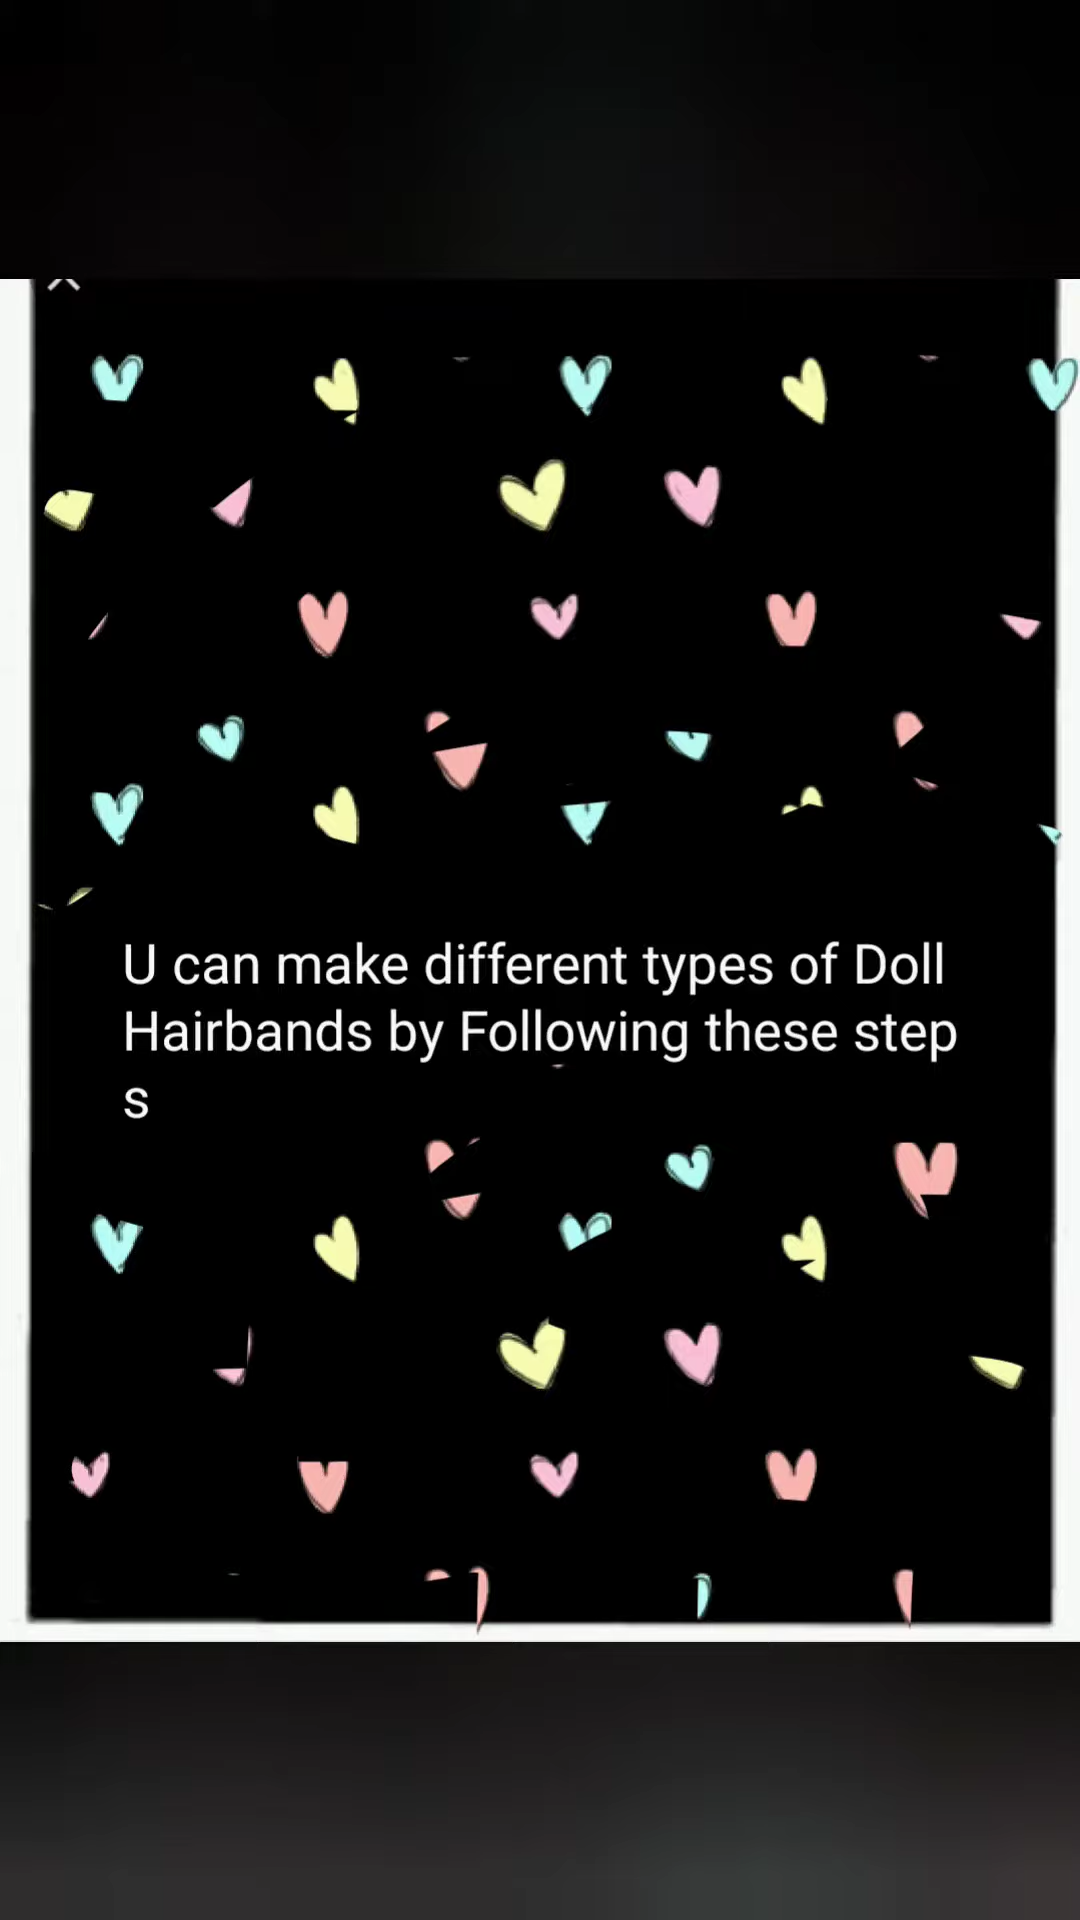 U can make different types of Doll
Hairbands by Following these step
s